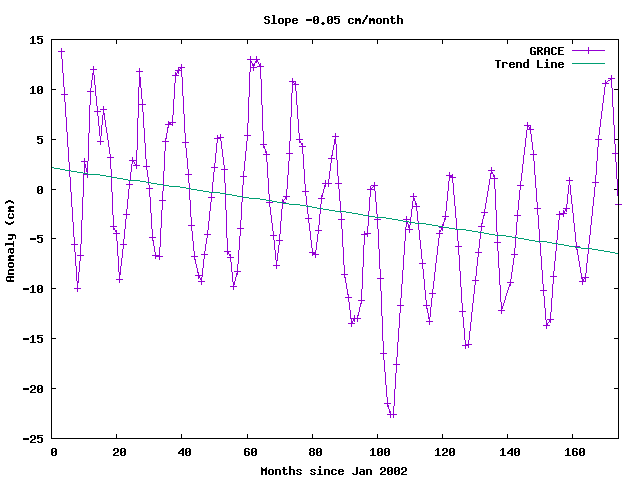 Slope -0.05 cm/month
GRACE
Trend Line
15
10
5
0
-5
-10
-15
-20
-25
Anomaly (cm)
0 20 40 60 80 100 120 140 160
Months since Jan 2002